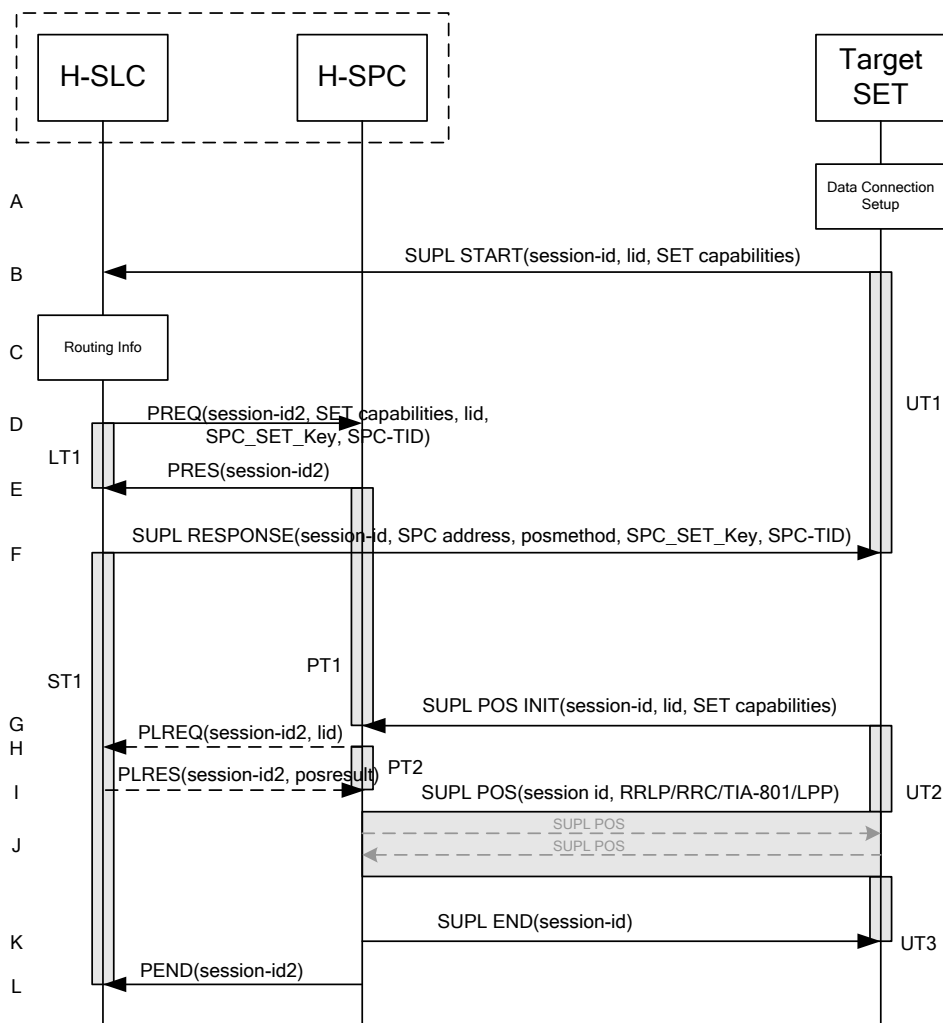 H-SLC
H-SPC
Target
SET
A
Data Connection
Setup
SUPL START(session-id, lid, SET capabilities)
B
Routing Info
C
UT1
D
PREQ(session-id2, SET capabilities, lid,
SPC_SET_Key, SPC-TID)
LT1
PRES(session-id2)
E
SUPL RESPONSE(session-id, SPC address, posmethod, SPC_SET_Key, SPC-TID)
F
PT1
ST1
SUPL POS INIT(session-id, lid, SET capabilities)
G
PLREQ(session-id2, lid)
H
PT2
PLRES(session-id2, posresult)
I
SUPL POS(session id, RRLP/RRC/TIA-801/LPP)
UT2
SUPL POS
J
SUPL POS
SUPL END(session-id)
K
UT3
PEND(session-id2)
L